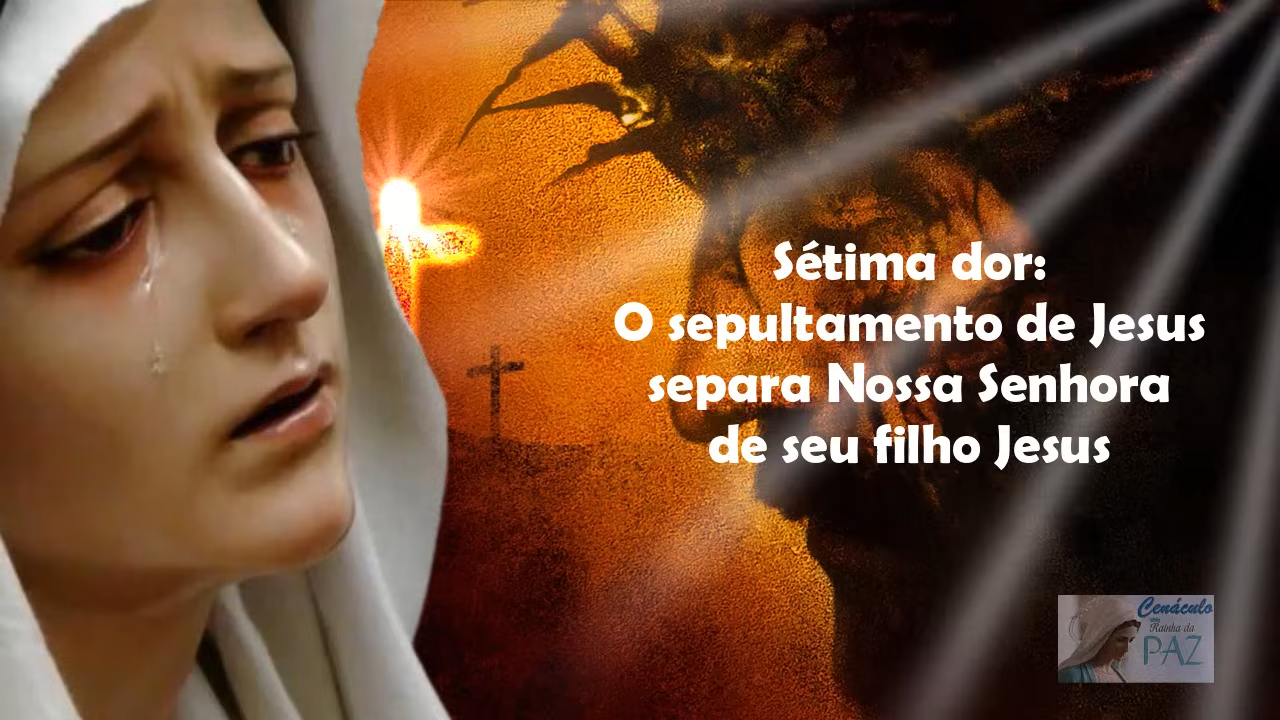 Sétima dor:
O sepultamento de Jesus
separa Nossa Senhora
de seu filho Jesus
Cenáculo
Rainha da
PAZ